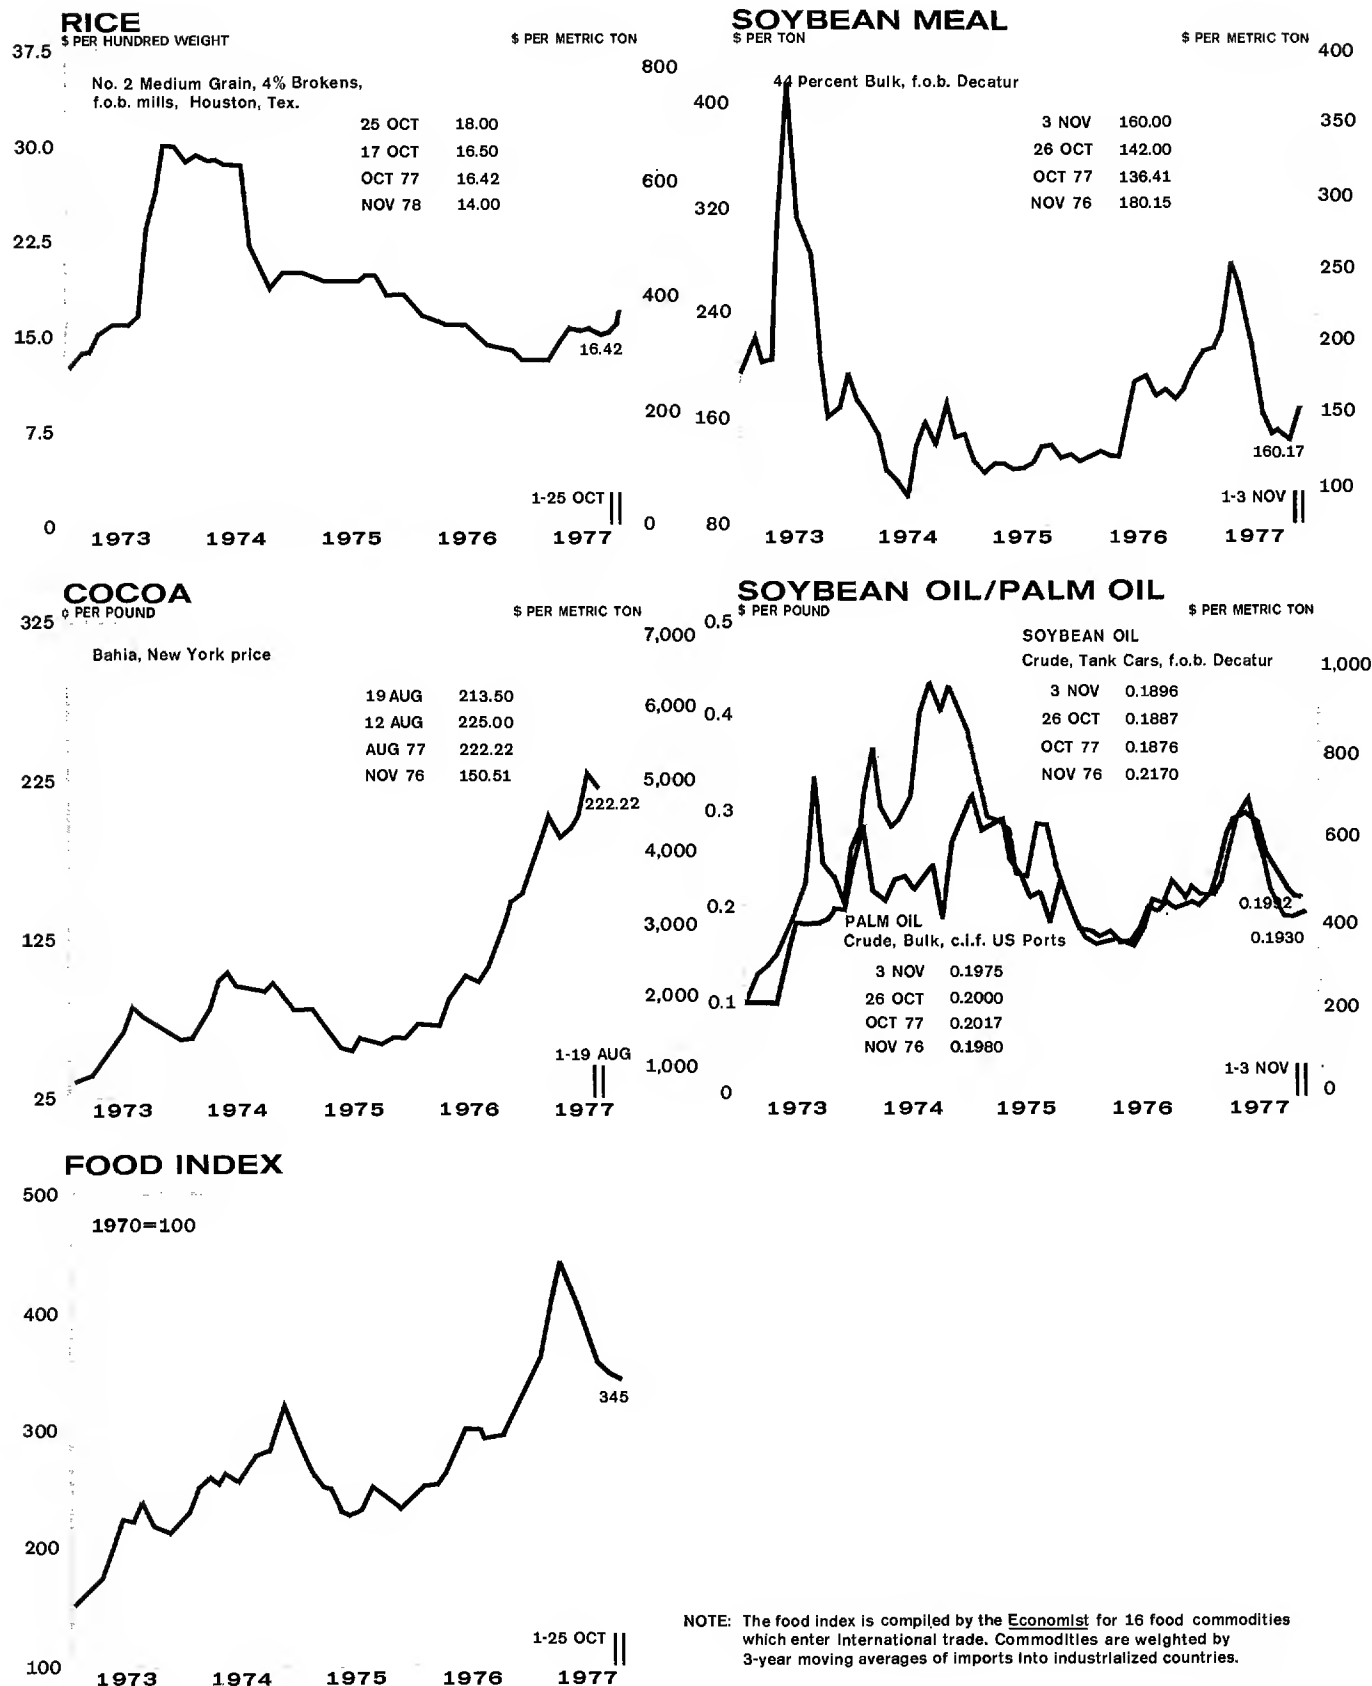 RICE
$ PER HUNDRED WEIGHT
$ PER METRIC TON
37.5
800
No. 2 Medium Grain, 4% Brokens,
f.o.b. mills, Houston, Tex.
25 OCT 18.00
17 OCT 16.50
OCT 77 16.42
NOV 78 14.00
30.0
600
22.5
400
15.0
16.42
200
7.5
1-25 OCT
0
0
1973 1974 1975 1976 1977
SOYBEAN MEAL
$ PER TON
$ PER METRIC TON
400
44 Percent Bulk, f.o.b. Decatur
400
350
3 NOV 160.00
26 OCT 142.00
OCT 77 136.41
NOV 76 180.15
320
300
250
240
200
160
150
160.17
100
1-3 NOV
80
1973 1974 1975 1976 1977
COCOA
¢ PER POUND
$ PER METRIC TON
325
7,000
Bahia, New York price
19 AUG 213.50
12 AUG 225.00
AUG 77 222.22
NOV 76 150.51
6,000
225
5,000
222.22
4,000
125
3,000
2,000
1-19 AUG
1,000
25
1973 1974 1975 1976 1977
SOYBEAN OIL/PALM OIL
$ PER POUND
$ PER METRIC TON
0.5
SOYBEAN OIL
Crude, Tank Cars, f.o.b. Decatur
1,000
3 NOV 0.1896
26 OCT 0.1887
OCT 77 0.1876
NOV 76 0.2170
0.4
800
0.3
600
0.2
0.1992
400
0.1930
PALM OIL
Crude, Bulk, c.i.f. US Ports
3 NOV 0.1975
26 OCT 0.2000
OCT 77 0.2017
NOV 76 0.1980
0.1
200
1-3 NOV
0
0
1973 1974 1975 1976 1977
FOOD INDEX
500
1970=100
400
345
300
200
1-25 OCT
100
1973 1974 1975 1976 1977
NOTE: The food index is compiled by the Economist for 16 food commodities
which enter International trade. Commodities are weighted by
3-year moving averages of imports into industrialized countries.